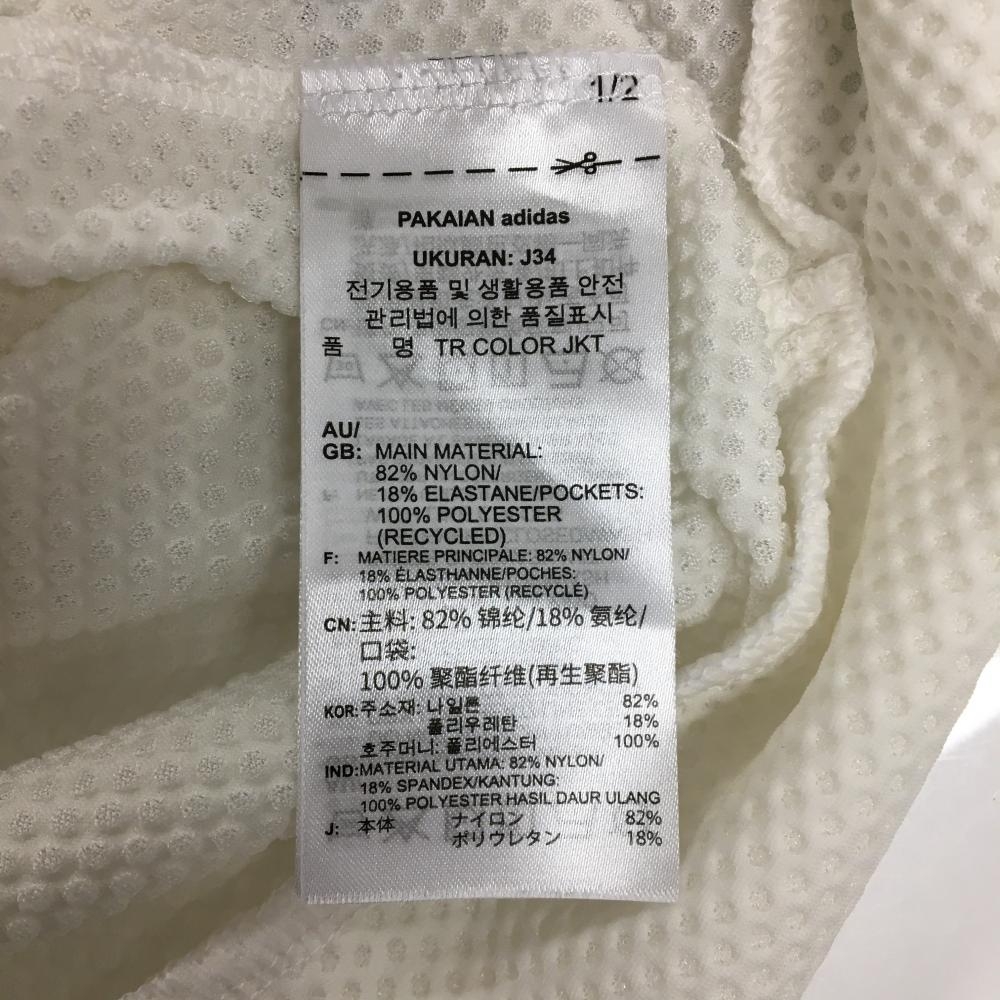 1/2
PAKAIAN adidas
UKURAN: J34
전기용품 및 생활용품 안전
관리법에 의한 품질표시
품 명 TR COLOR JKT
AU/
GB: MAIN MATERIAL:
82% NYLON/
18% ELASTANE/POCKETS:
100% POLYESTER
(RECYCLED)
F: MATIERE PRINCIPALE: 82% NYLON/
18% ÉLASTHANNE/POCHES:
100% POLYESTER (RECYCLÉ)
CN: 主料: 82% 锦纶/18% 氨纶/
口袋:
100% 聚酯纤维(再生聚酯)
KOR: 주소재: 나일론 82%
폴리우레탄 18%
호주머니: 폴리에스터 100%
IND: MATERIAL UTAMA: 82% NYLON/
18% SPANDEX/KANTUNG:
100% POLYESTER HASIL DAUR ULANG
J: 本体 ナイロン 82%
ポリウレタン 18%